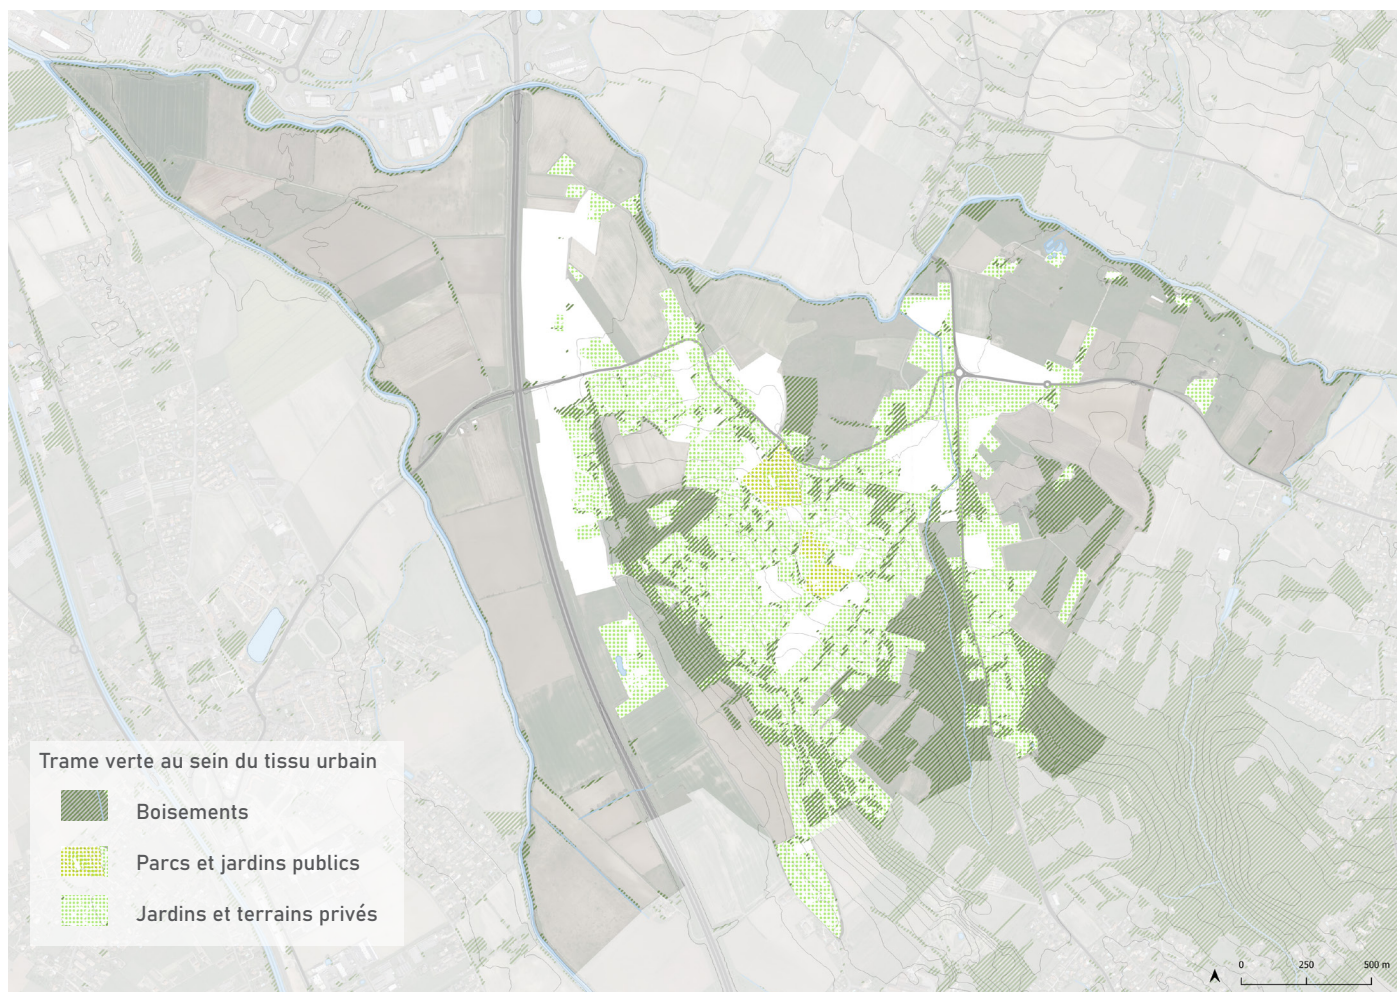 Trame verte au sein du tissu urbain
Boisements
Parcs et jardins publics
Jardins et terrains privés
0 250 500 m